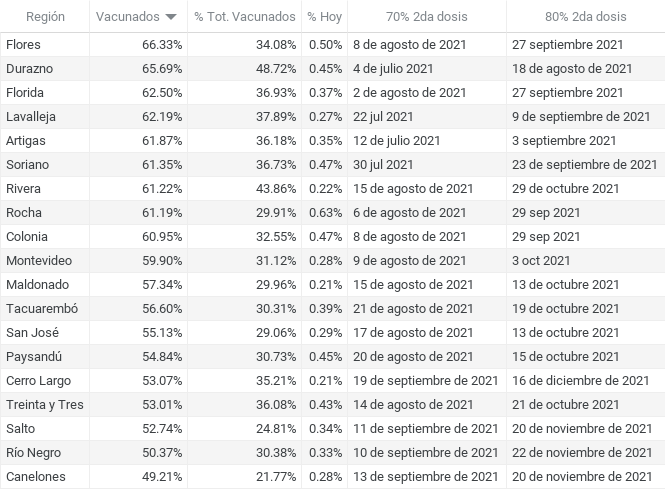 Región Vacunados % Tot. Vacunados % Hoy 70% 2da dosis 80% 2da dosis
Flores 66.33% 34.08% 0.50% 8 de agosto de 2021 27 septiembre 2021
Durazno 65.69% 48.72% 0.45% 4 de julio 2021 18 de agosto de 2021
Florida 62.50% 36.93% 0.37% 2 de agosto de 2021 27 septiembre 2021
Lavalleja 62.19% 37.89% 0.27% 22 jul 2021 9 de septiembre de 2021
Artigas 61.87% 36.18% 0.35% 12 de julio 2021 3 septiembre 2021
Soriano 61.35% 36.73% 0.47% 30 jul 2021 23 de septiembre de 2021
Rivera 61.22% 43.86% 0.22% 15 de agosto de 2021 29 de octubre 2021
Rocha 61.19% 29.91% 0.63% 6 de agosto de 2021 29 sep 2021
Colonia 60.95% 32.55% 0.47% 8 de agosto de 2021 29 sep 2021
Montevideo 59.90% 31.12% 0.28% 9 de agosto de 2021 3 oct 2021
Maldonado 57.34% 29.96% 0.21% 15 de agosto de 2021 13 de octubre 2021
Tacuarembó 56.60% 30.31% 0.39% 21 de agosto de 2021 19 de octubre 2021
San José 55.13% 29.06% 0.29% 17 de agosto de 2021 13 de octubre 2021
Paysandú 54.84% 30.73% 0.45% 20 de agosto de 2021 15 de octubre 2021
Cerro Largo 53.07% 35.21% 0.21% 19 de septiembre de 2021 16 de diciembre de 2021
Treinta y Tres 53.01% 36.08% 0.43% 14 de agosto de 2021 21 de octubre 2021
Salto 52.74% 24.81% 0.34% 11 de septiembre de 2021 20 de noviembre de 2021
Río Negro 50.37% 30.38% 0.33% 10 de septiembre de 2021 22 de noviembre de 2021
Canelones 49.21% 21.77% 0.28% 13 de septiembre de 2021 20 de noviembre de 2021